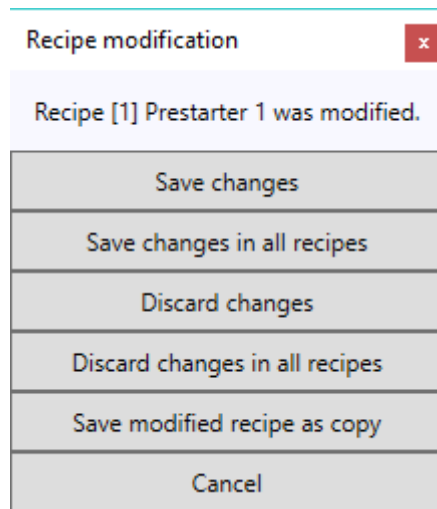 Recipe modification
x
Recipe [1] Prestarter 1 was modified.
Save changes
Save changes in all recipes
Discard changes
Discard changes in all recipes
Save modified recipe as copy
Cancel